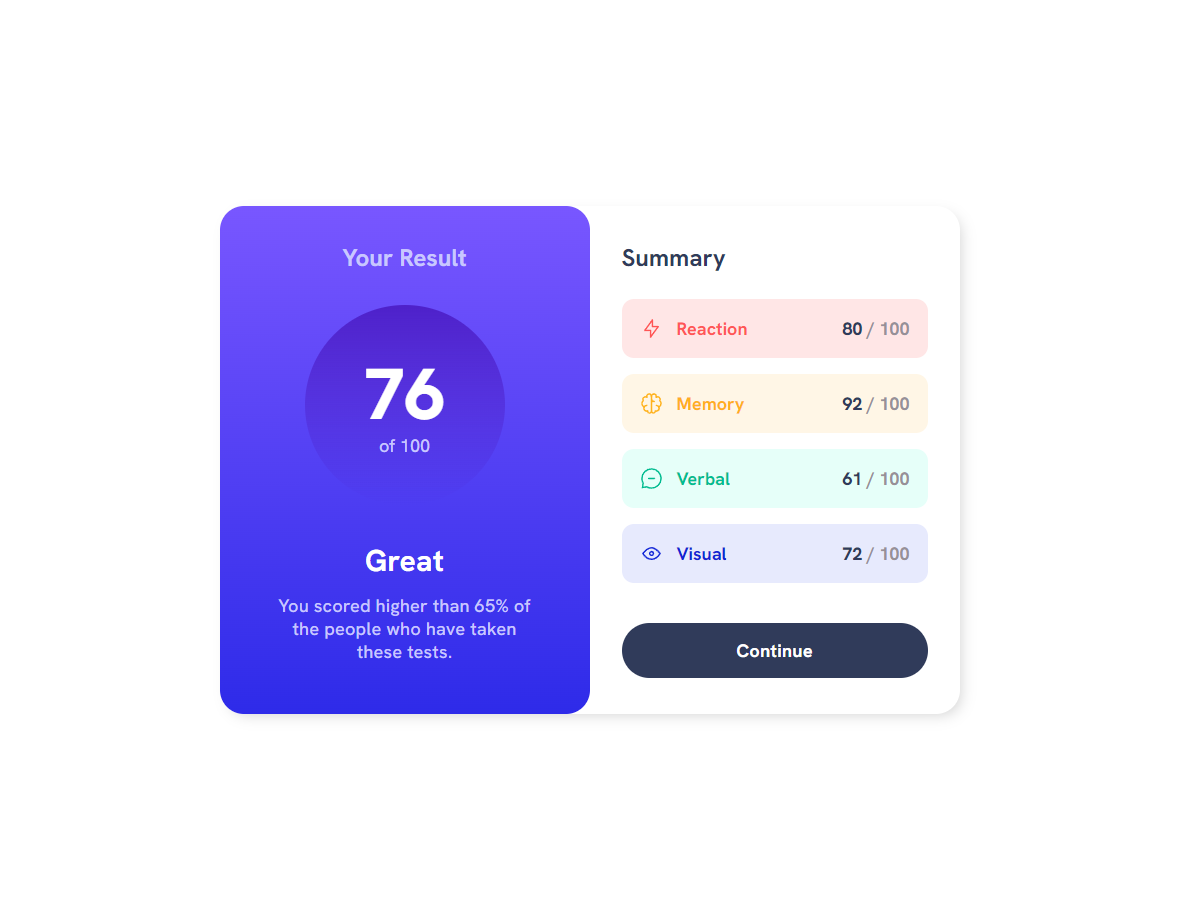 Your Result
76
of 100
Great
You scored higher than 65% of
the people who have taken
these tests.
Summary
Reaction 80 / 100
Memory 92 / 100
Verbal 61 / 100
Visual 72 / 100
Continue